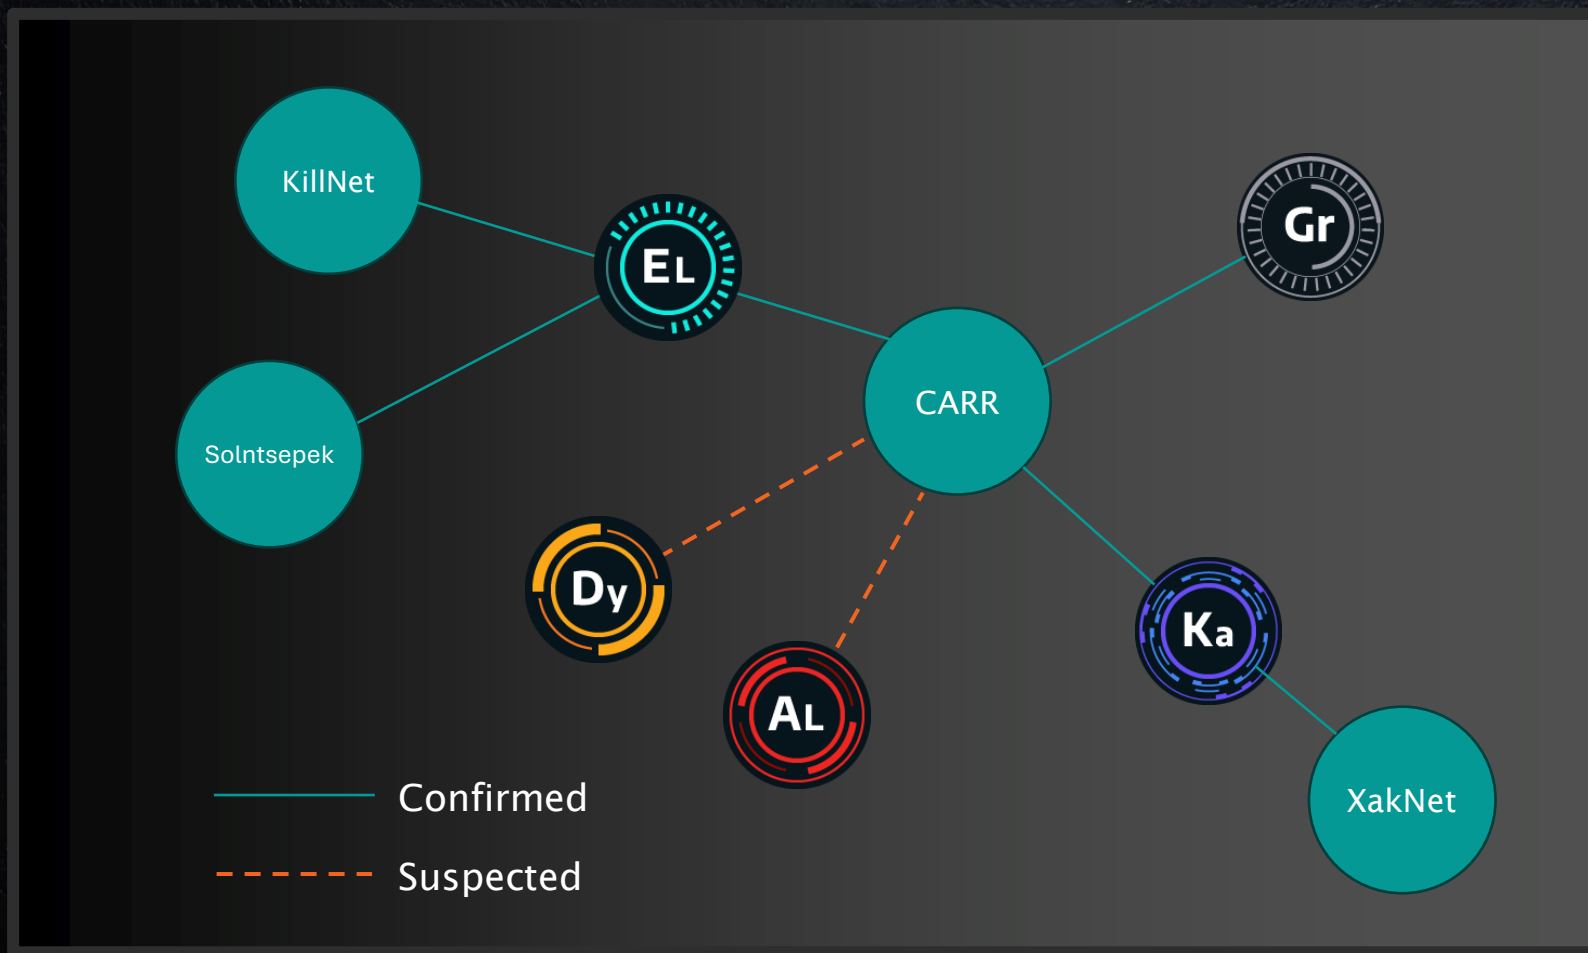 KillNet
EL
Gr
CARR
Solntsepek
Dy
Ka
AL
Confirmed
XakNet
Suspected